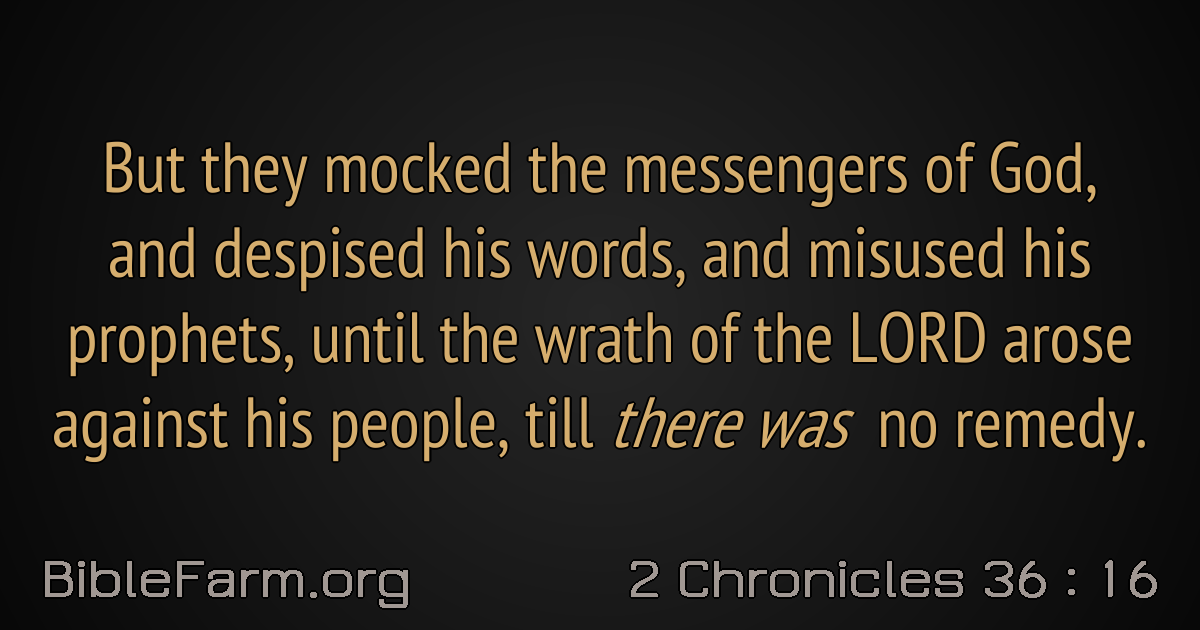 But they mocked the messengers of God,
and despised his words, and misused his
prophets, until the wrath of the LORD arose
against his people, till there was no remedy.
BibleFarm.org
2 Chronicles 36 : 16